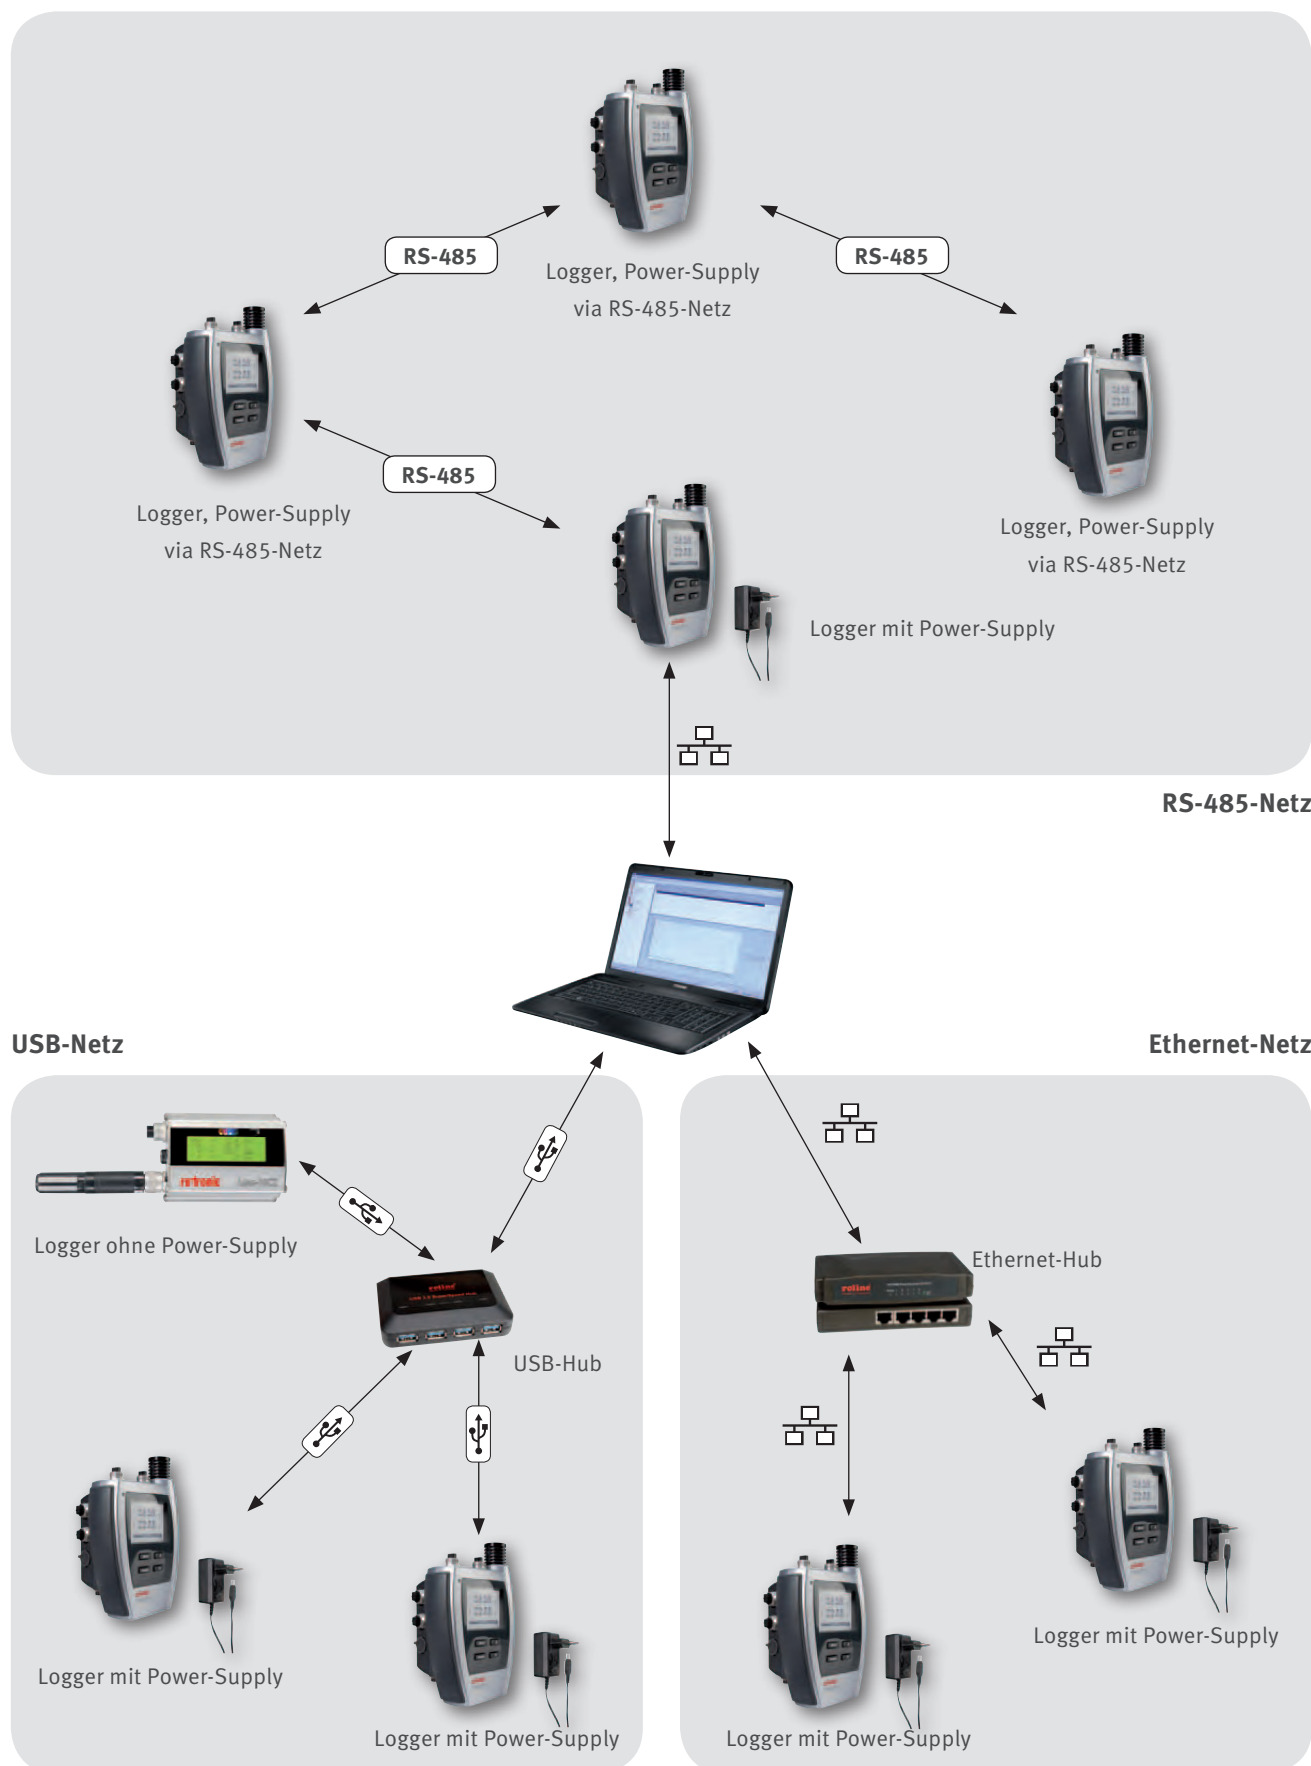 RS-485
RS-485
Logger, Power-Supply
via RS-485-Netz
RS-485
Logger, Power-Supply
via RS-485-Netz
Logger, Power-Supply
via RS-485-Netz
Logger mit Power-Supply
RS-485-Netz
USB-Netz
Ethernet-Netz
rotronic
Logger ohne Power-Supply
roline
USB-Hub
Ethernet-Hub
roline
Logger mit Power-Supply
Logger mit Power-Supply
Logger mit Power-Supply
Logger mit Power-Supply